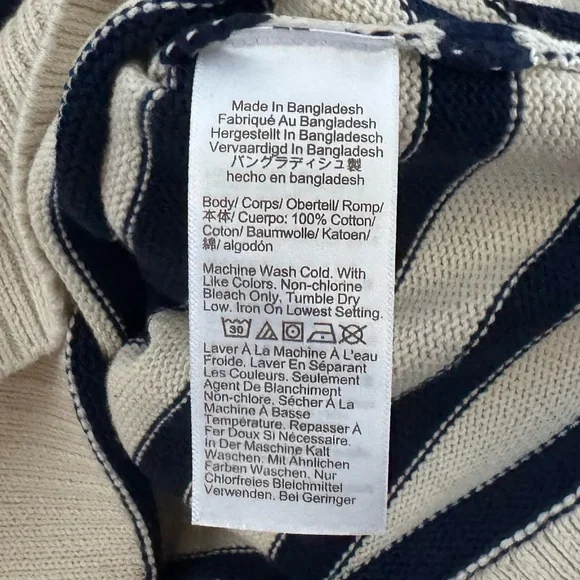 Made In Bangladesh
Fabriqué Au Bangladesh
Hergestellt In Bangladesch
Vervaardigd In Bangladesh
バングラディシュ製
hecho en bangladesh
Body/ Corps/ Oberteil/ Romp/
本体/ Cuerpo: 100% Cotton/
Coton/ Baumwolle/ Katoen/
綿/ algodón
Machine Wash Cold. With
Like Colors. Non-chlorine
Bleach Only. Tumble Dry
Low. Iron On Lowest Setting.
30
Laver À La Machine À L'eau
Froide. Laver En Séparant
Les Couleurs. Seulement
Agent De Blanchiment
Non-chlore. Sécher À La
Machine À Basse
Température. Repasser À
Fer Doux Si Nécessaire.
In Der Maschine Kalt
Waschen. Mit Ähnlichen
Farben Waschen. Nur
Chlorfreies Bleichmittel
Verwenden. Bei Geringer